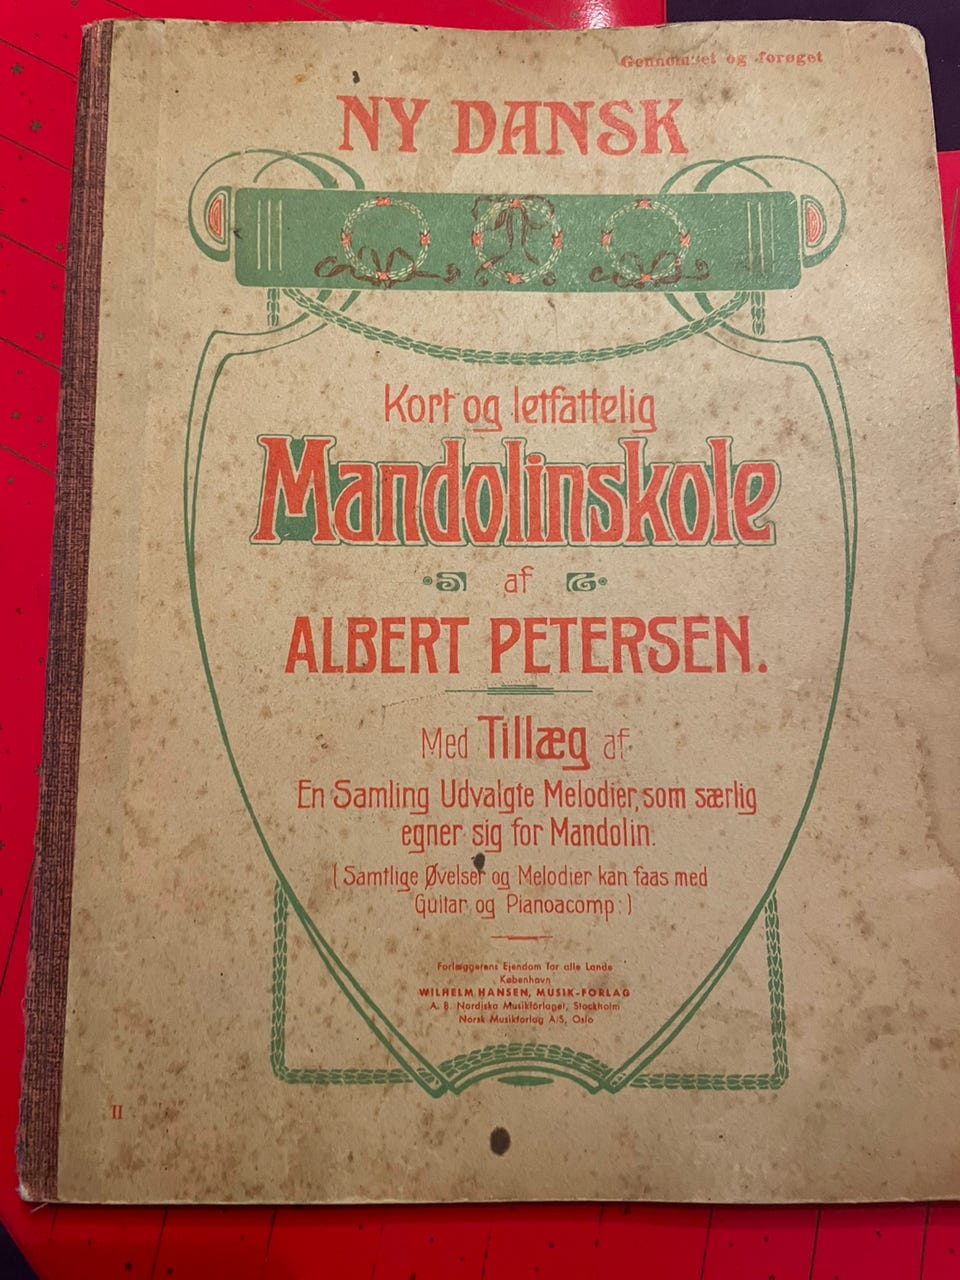 Gennemset og forøget
NY DANSK
Kort og letfattelig
Mandolinskole
af
ALBERT PETERSEN.
Med Tillæg af
En Samling Udvalgte Melodier, som særlig
egner sig for Mandolin.
(Samtlige Øvelser og Melodier kan faas med
Guitar og Pianoacomp:)
Forlæggerens Ejendom for alle Lande
København
WILHELM HANSEN, MUSIK-FORLAG
A. B. Nordiska Musikförlaget, Stockholm
Norsk Musikforlag A/S, Oslo
II